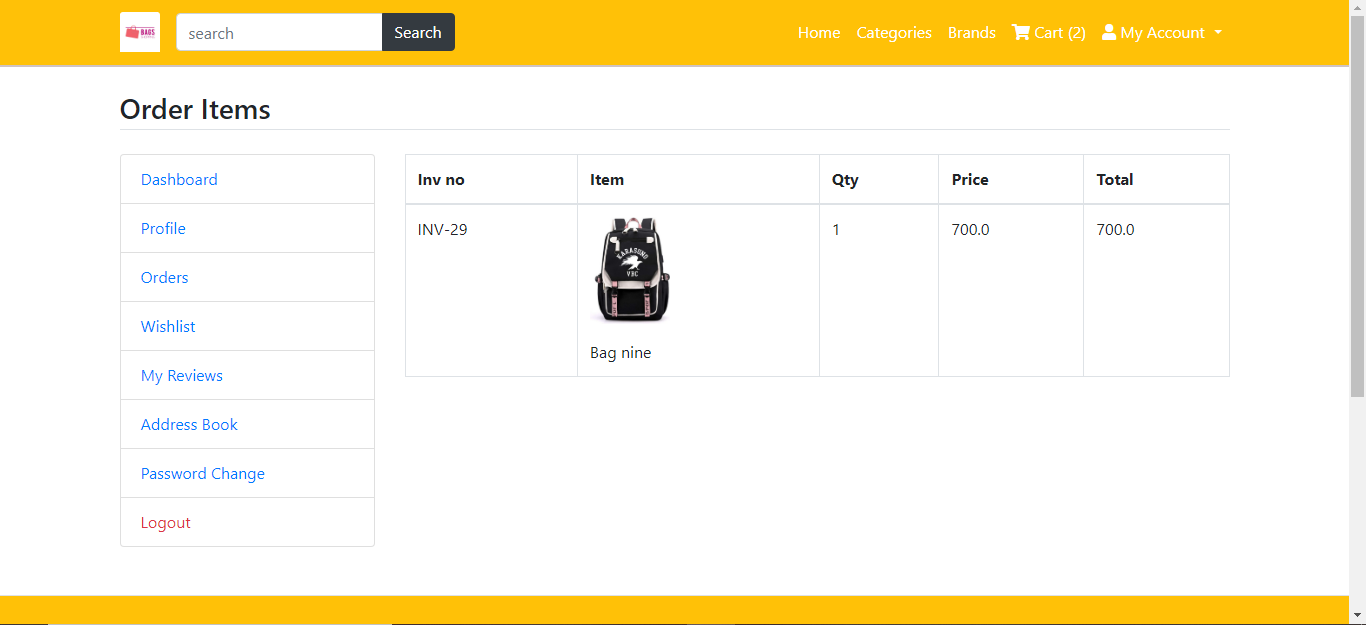 BAGS
search
Search
Home
Categories
Brands
Cart (2)
My Account
Order Items
Dashboard
Profile
Orders
Wishlist
My Reviews
Address Book
Password Change
Logout
Inv no Item Qty Price Total
INV-29 1 700.0 700.0
KARASUNO
VBC
Bag nine